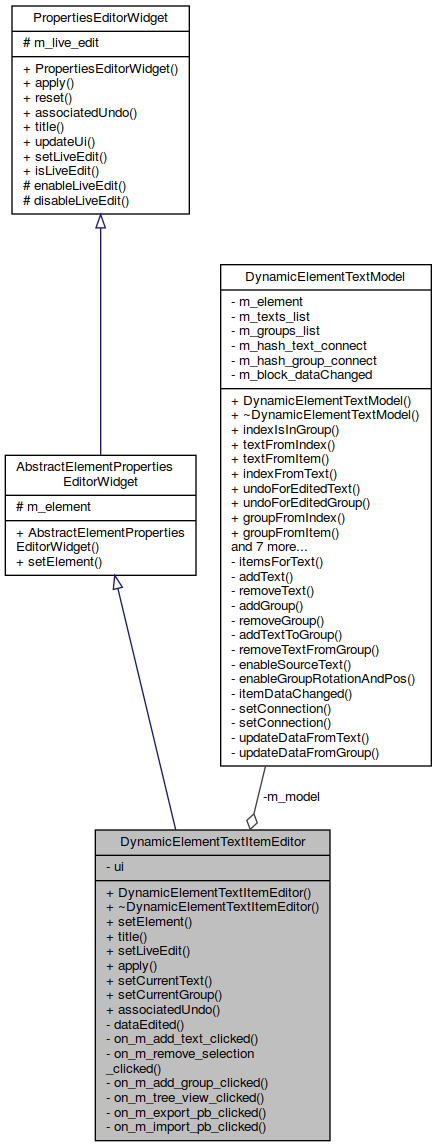 PropertiesEditorWidget
# m_live_edit
+ PropertiesEditorWidget()
+ apply()
+ reset()
+ associatedUndo()
+ title()
+ updateUi()
+ setLiveEdit()
+ isLiveEdit()
# enableLiveEdit()
# disableLiveEdit()
DynamicElementTextModel
- m_element
- m_texts_list
- m_groups_list
- m_hash_text_connect
- m_hash_group_connect
- m_block_dataChanged
+ DynamicElementTextModel()
+ ~DynamicElementTextModel()
+ indexIsInGroup()
+ textFromIndex()
+ textFromItem()
+ indexFromText()
+ undoForEditedText()
+ undoForEditedGroup()
+ groupFromIndex()
+ groupFromItem()
and 7 more...
- itemsForText()
- addText()
- removeText()
- addGroup()
- removeGroup()
- addTextToGroup()
- removeTextFromGroup()
- enableSourceText()
- enableGroupRotationAndPos()
- itemDataChanged()
- setConnection()
- setConnection()
- updateDataFromText()
- updateDataFromGroup()
AbstractElementProperties
EditorWidget
# m_element
+ AbstractElementProperties
EditorWidget()
+ setElement()
-m_model
DynamicElementTextItemEditor
- ui
+ DynamicElementTextItemEditor()
+ ~DynamicElementTextItemEditor()
+ setElement()
+ title()
+ setLiveEdit()
+ apply()
+ setCurrentText()
+ setCurrentGroup()
+ associatedUndo()
- dataEdited()
- on_m_add_text_clicked()
- on_m_remove_selection
_clicked()
- on_m_add_group_clicked()
- on_m_tree_view_clicked()
- on_m_export_pb_clicked()
- on_m_import_pb_clicked()